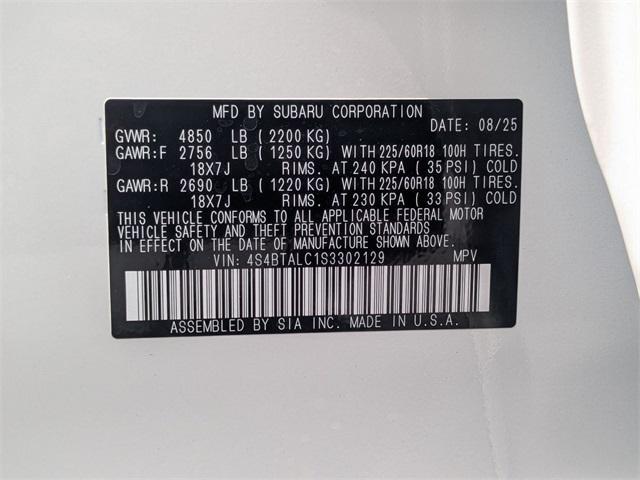 MFD BY SUBARU CORPORATION
DATE: 08/25
GVWR: 4850 LB (2200 KG)
GAWR:F 2756 LB (1250 KG) WITH 225/60R18 100H TIRES.
18X7J RIMS. AT 240 KPA (35 PSI) COLD
GAWR:R 2690 LB (1220 KG) WITH 225/60R18 100H TIRES.
18X7J RIMS. AT 230 KPA (33 PSI) COLD
THIS VEHICLE CONFORMS TO ALL APPLICABLE FEDERAL MOTOR
VEHICLE SAFETY AND THEFT PREVENTION STANDARDS
IN EFFECT ON THE DATE OF MANUFACTURE SHOWN ABOVE.
VIN: 4S4BTALC1S3302129 MPV
ASSEMBLED BY SIA INC. MADE IN U.S.A.